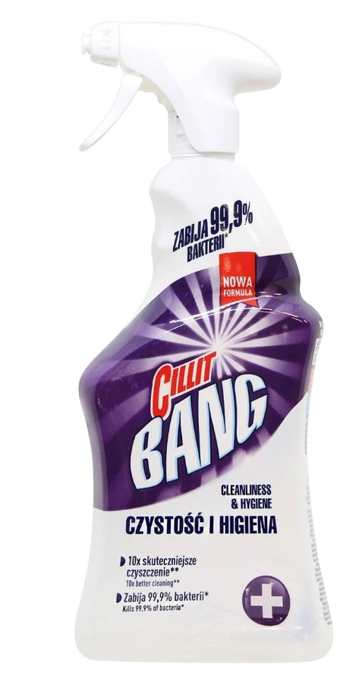 ZABIJA 99,9%
BAKTERII*
NOWA
FORMUŁA
CILLIT
BANG
CLEANLINESS
& HYGIENE
CZYSTOŚĆ I HIGIENA
10x skuteczniejsze
czyszczenie**
10x better cleaning**
Zabija 99,9% bakterii*
Kills 99.9% of bacteria*